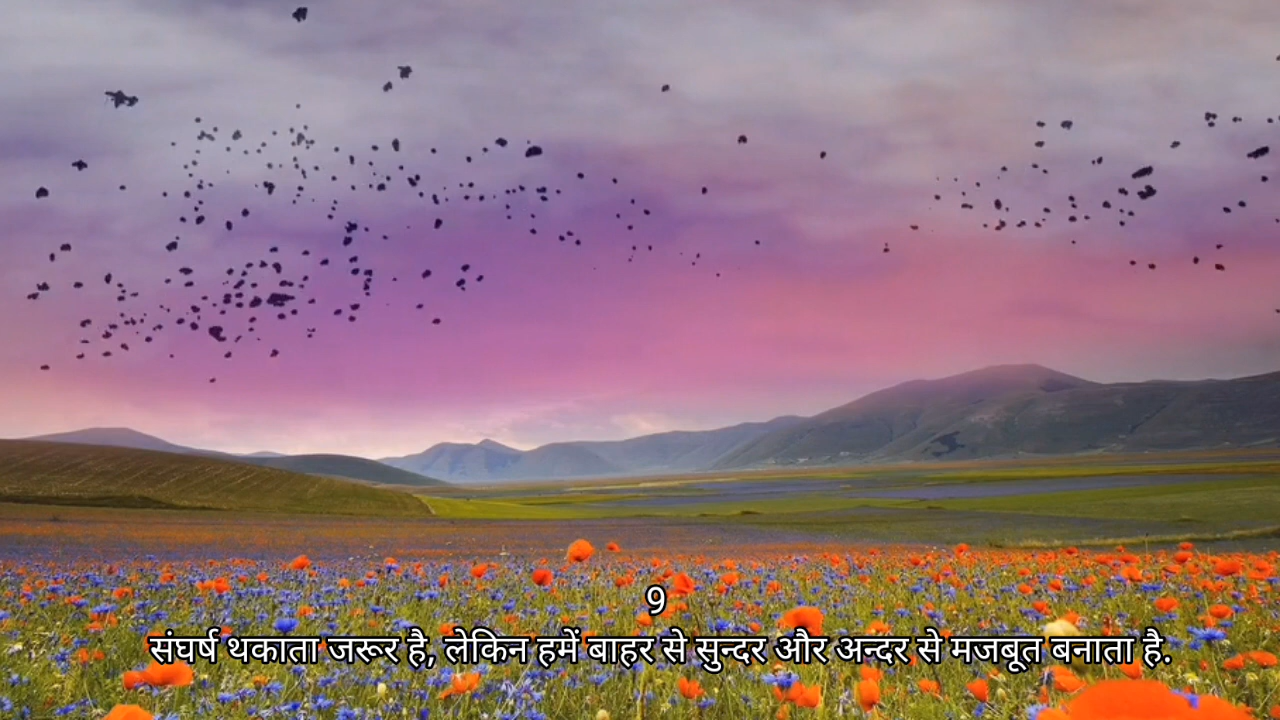 9
संघर्ष थकाता जरूर है, लेकिन हमें बाहर से सुन्दर और अन्दर से मजबूत बनाता है.